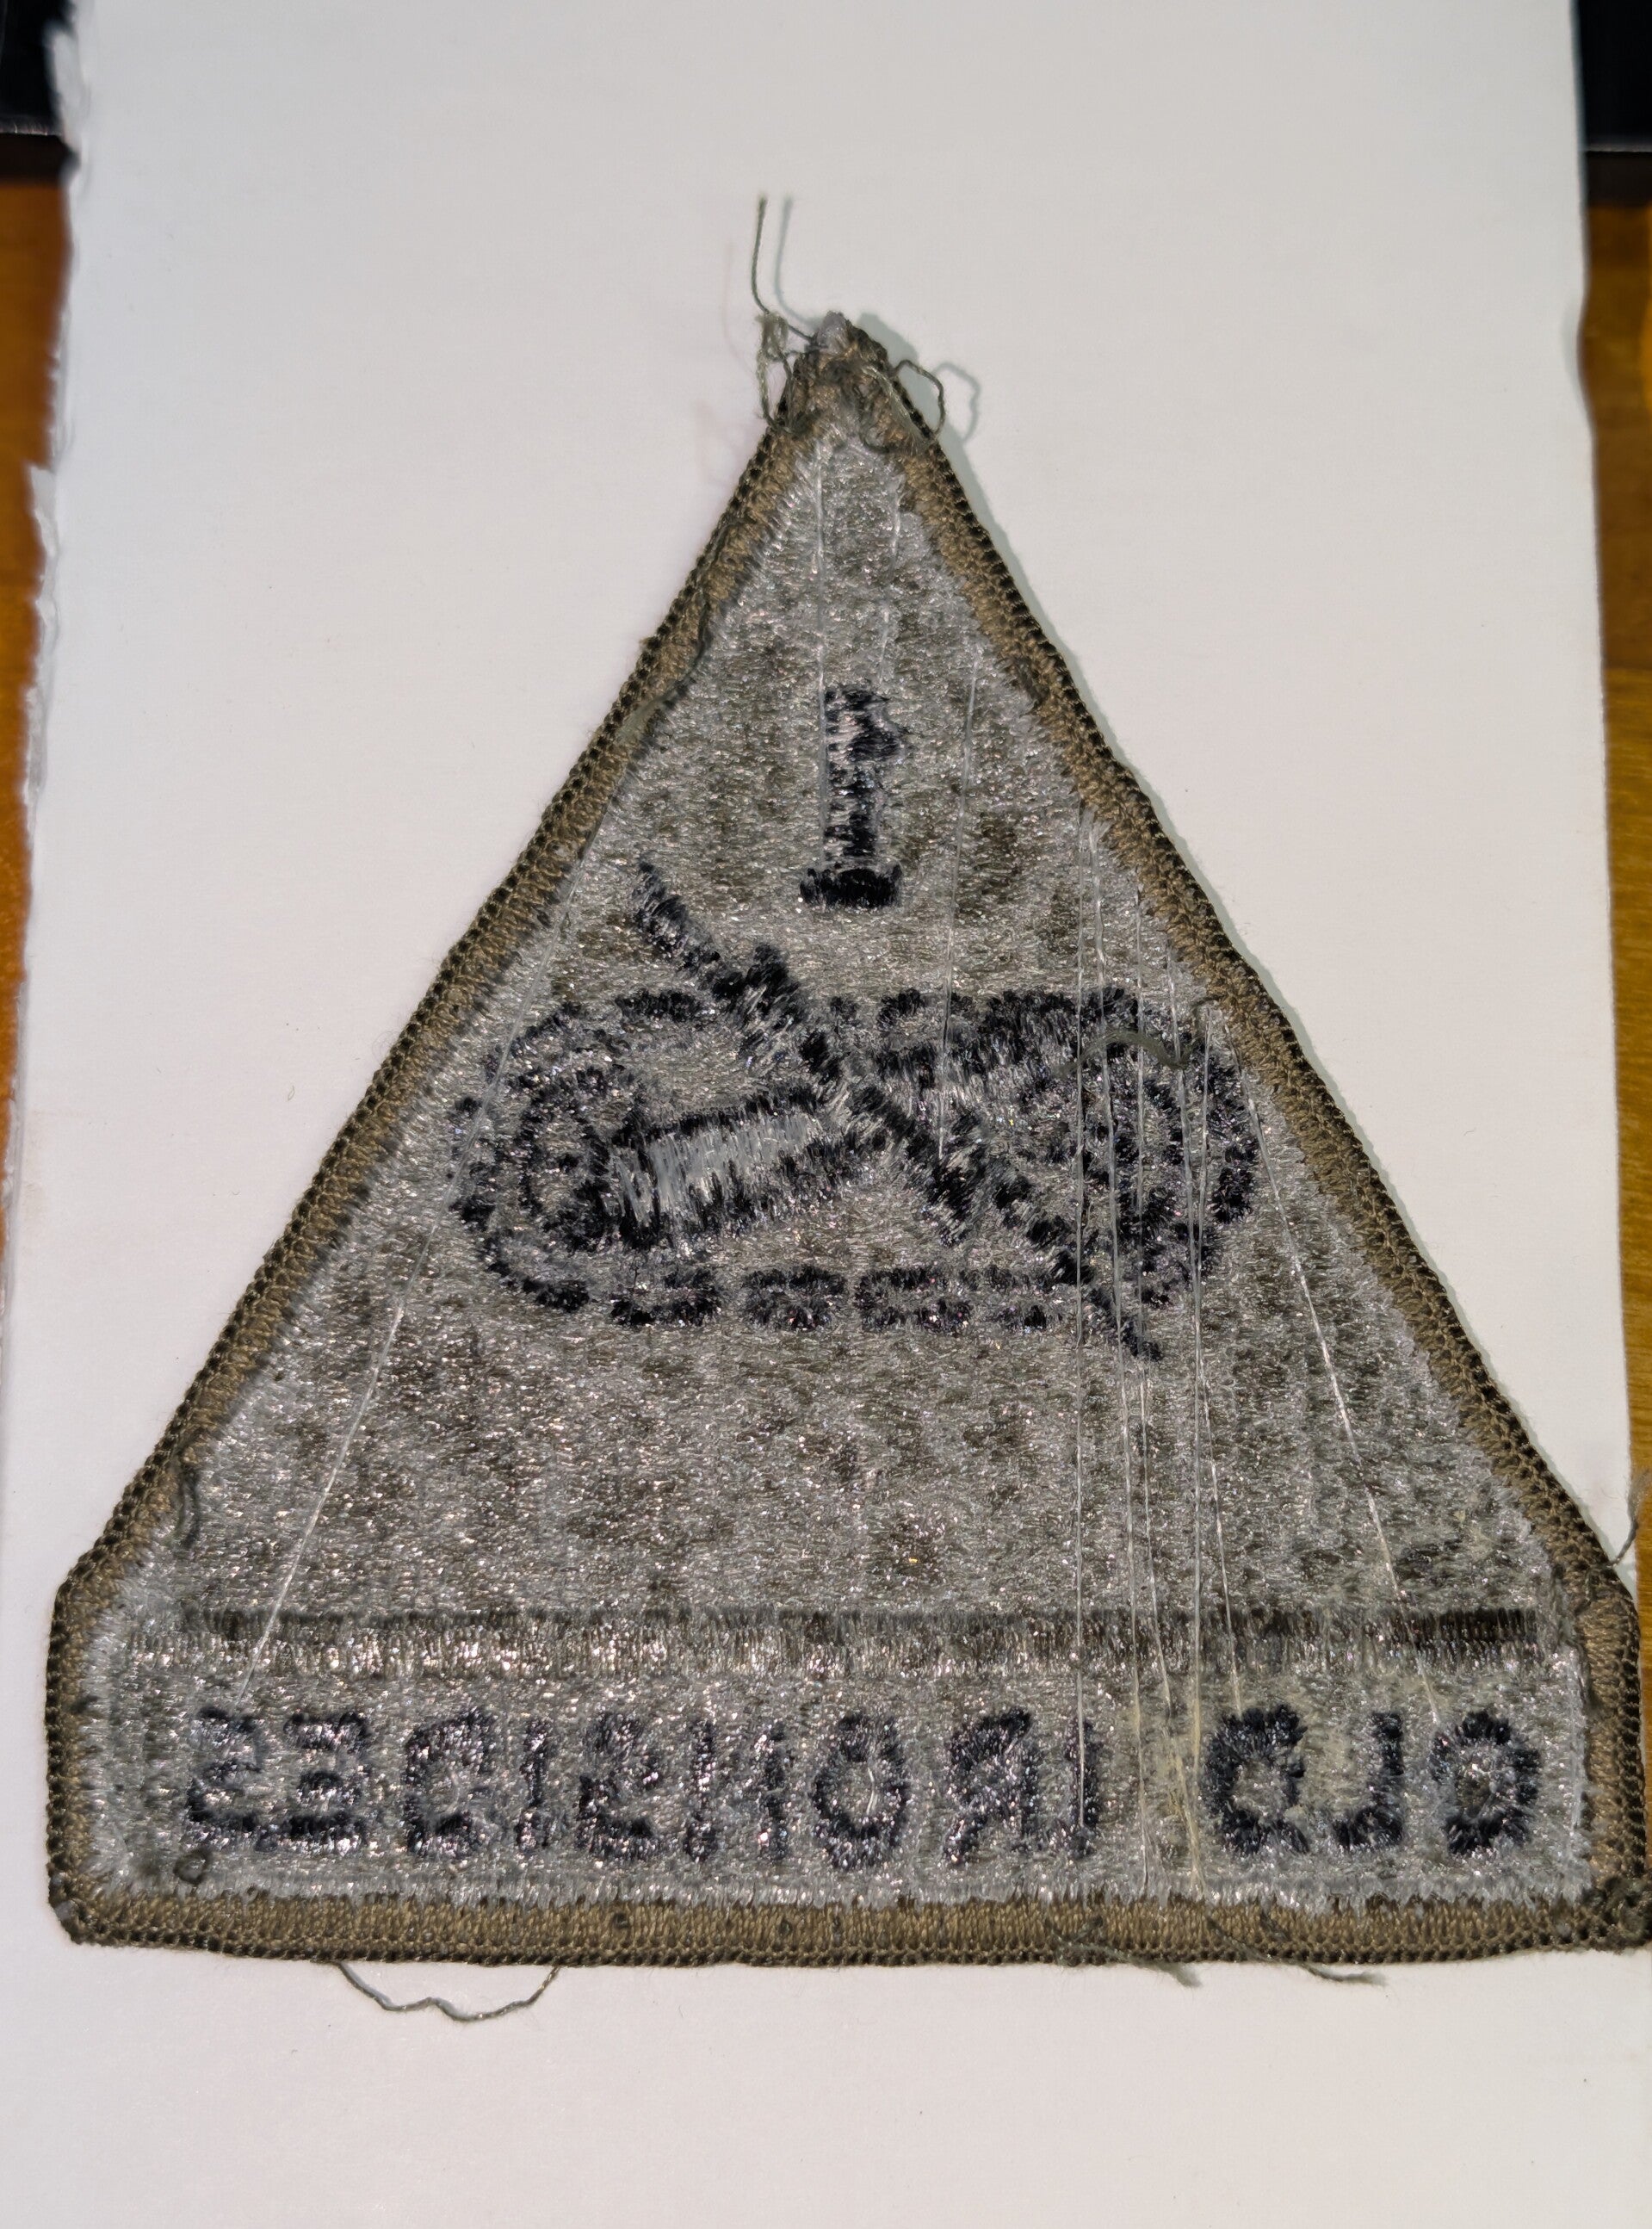 1
OLD IRONSIDES